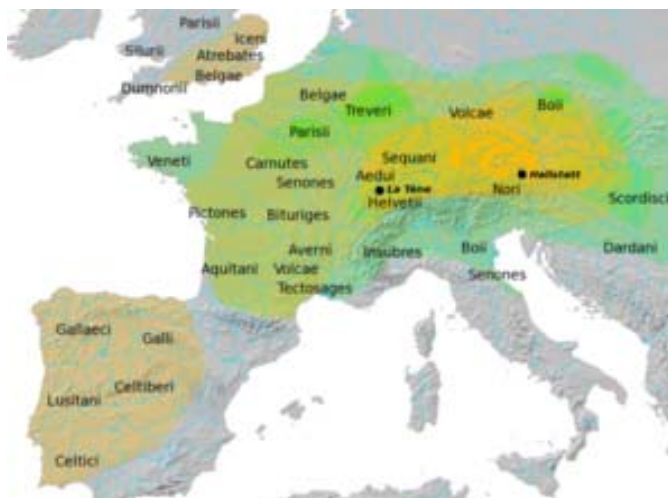 Parisii
Iceni
Silurii
Atrebates
Dumnonii
Belgae
Belgae
Treveri
Volcae
Boii
Parisii
Veneti
Carnutes
Sequani
Senones
Aedui
Hallstatt
La Tène
Nori
Helvetii
Scordisci
Pictones
Bituriges
Averni
Insubres
Boii
Dardani
Aquitani
Volcae
Tectosages
Senones
Gallaeci
Galli
Celtiberi
Lusitani
Celtici